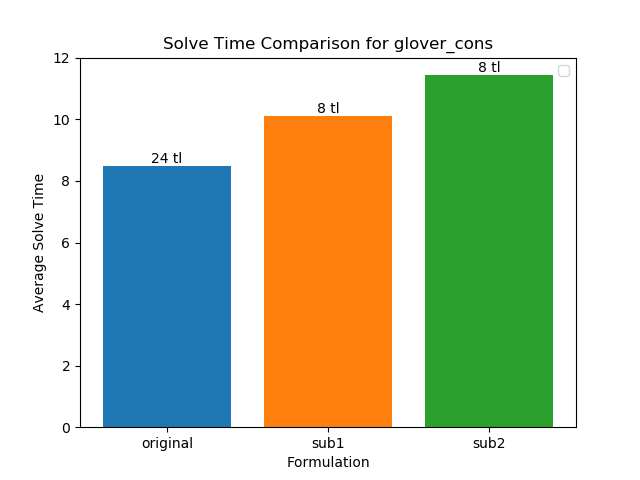 Solve Time Comparison for glover_cons
12
10
8
6
4
2
0
Average Solve Time
24 tl
8 tl
8 tl
original
sub1
sub2
Formulation